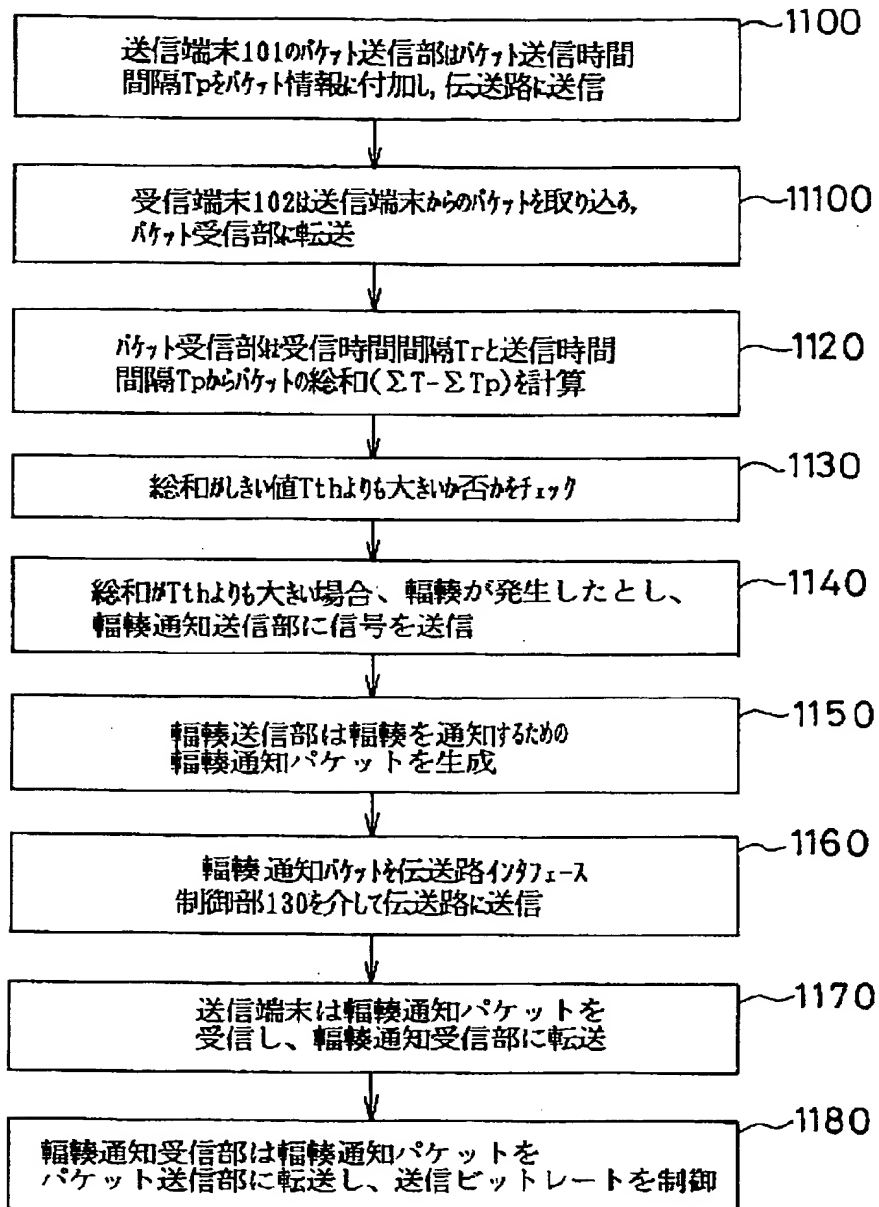 1100
送信端末101のパケット送信部はパケット送信時間
間隔Tpをパケット情報に付加し,伝送路に送信
11100
受信端末102は送信端末からのパケットを取り込み,
パケット受信部に転送
1120
パケット受信部は受信時間間隔Trと送信時間
間隔Tpからパケットの総和(ΣT-ΣTp)を計算
1130
総和がしきい値Tthよりも大きいか否かをチェック
1140
総和がTthよりも大きい場合、輻輳が発生したとし、
輻輳通知送信部に信号を送信
1150
輻輳送信部は輻輳を通知するための
輻輳通知パケットを生成
1160
輻輳通知パケットを伝送路インタフェース
制御部130を介して伝送路に送信
1170
送信端末は輻輳通知パケットを
受信し、輻輳通知受信部に転送
1180
輻輳通知受信部は輻輳通知パケットを
パケット送信部に転送し、送信ビットレートを制御